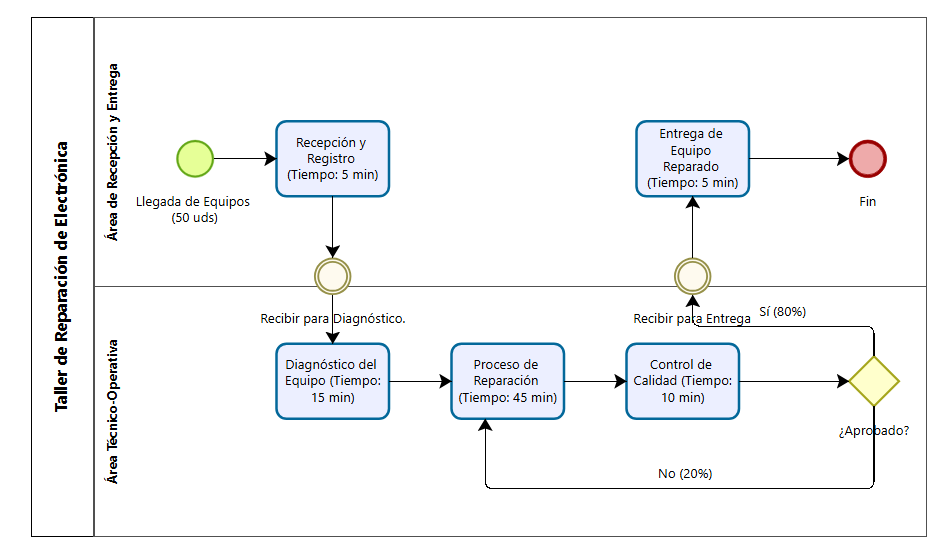 Taller de Reparación de Electrónica
Área de Recepción y Entrega
Llegada de Equipos
(50 uds)
Recepción y
Registro
(Tiempo: 5 min)
Entrega de
Equipo
Reparado
(Tiempo: 5 min)
Fin
Recibir para Diagnóstico.
Recibir para Entrega
Sí (80%)
Área Técnico-Operativa
Diagnóstico del
Equipo (Tiempo:
15 min)
Proceso de
Reparación
(Tiempo: 45 min)
Control de
Calidad (Tiempo:
10 min)
¿Aprobado?
No (20%)